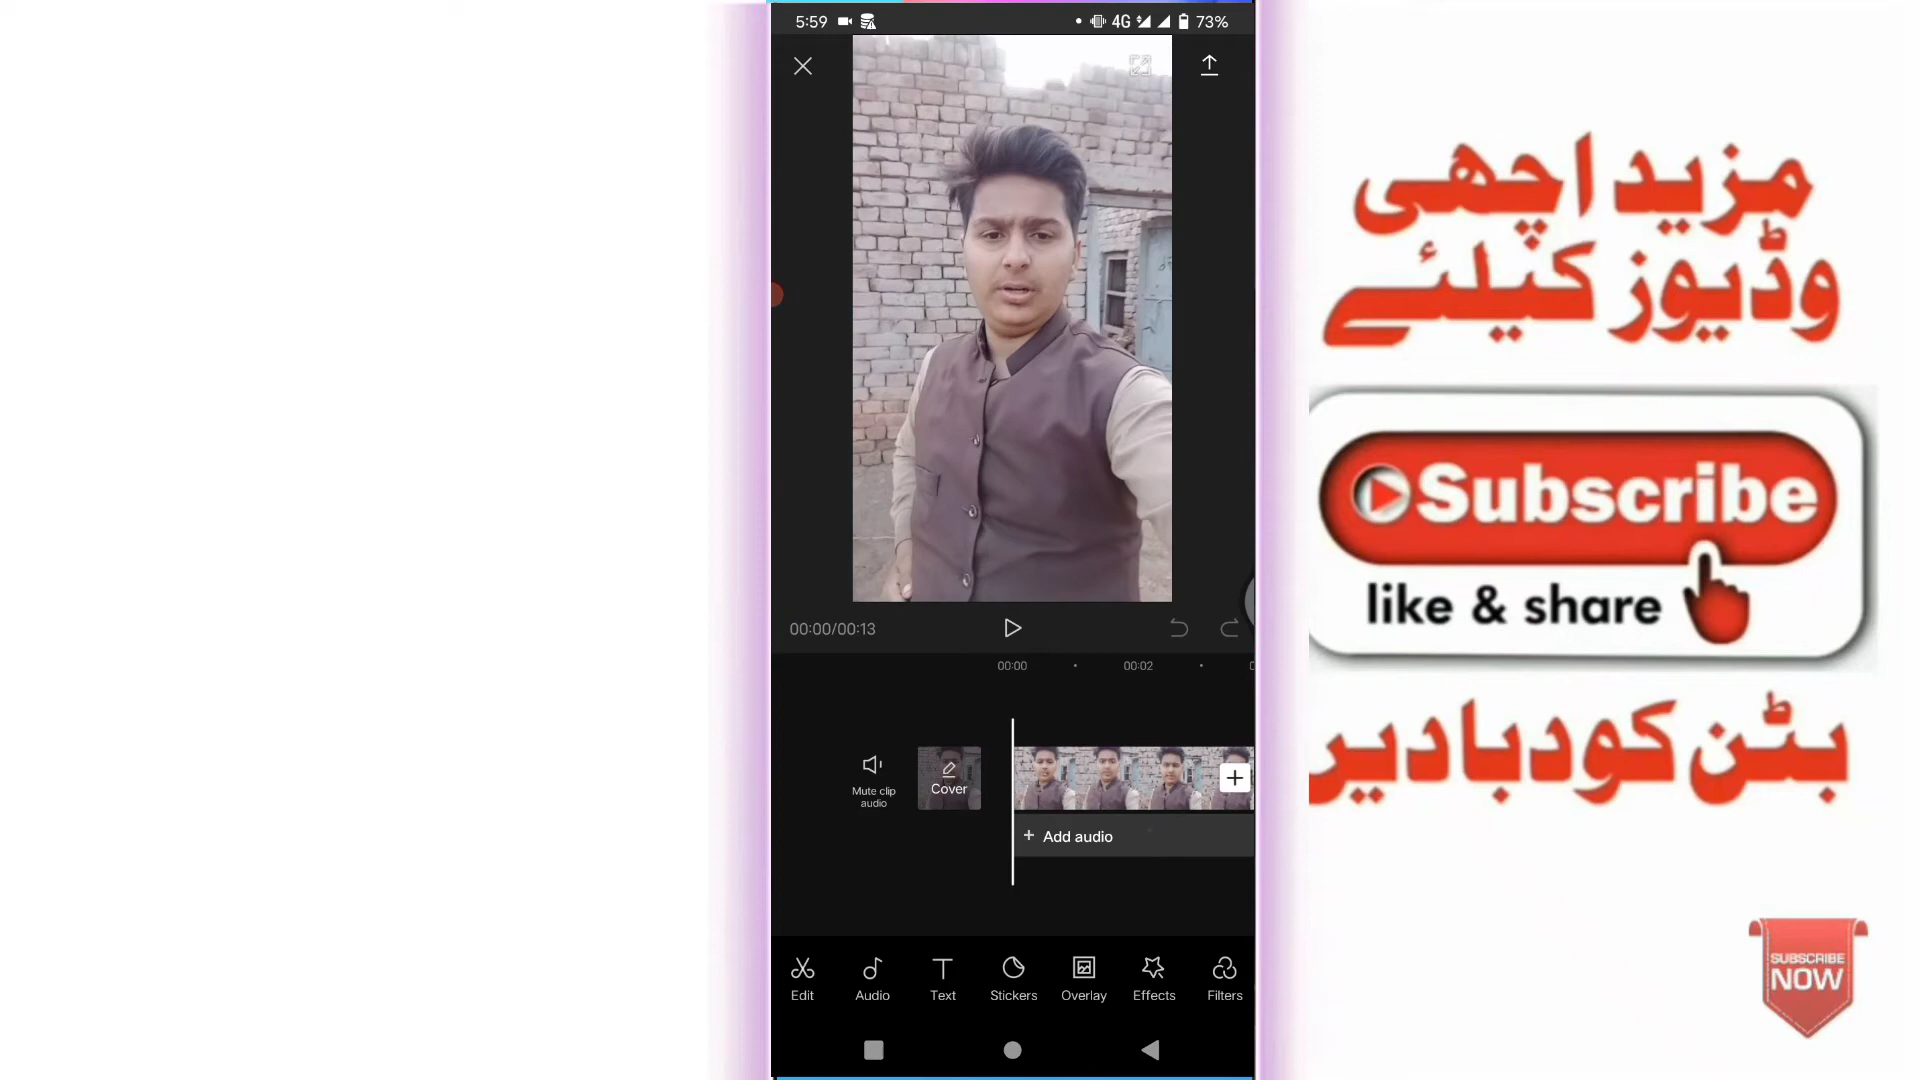 5:59
4G
73%
00:00/00:13
00:00
00:02
Mute clip
audio
Cover
+ Add audio
Edit
Audio
Text
Stickers
Overlay
Effects
Filters
مزید اچھی
وڈیوز کیلئے
Subscribe
like & share
بٹن کو دبا دیں
SUBSCRIBE
NOW